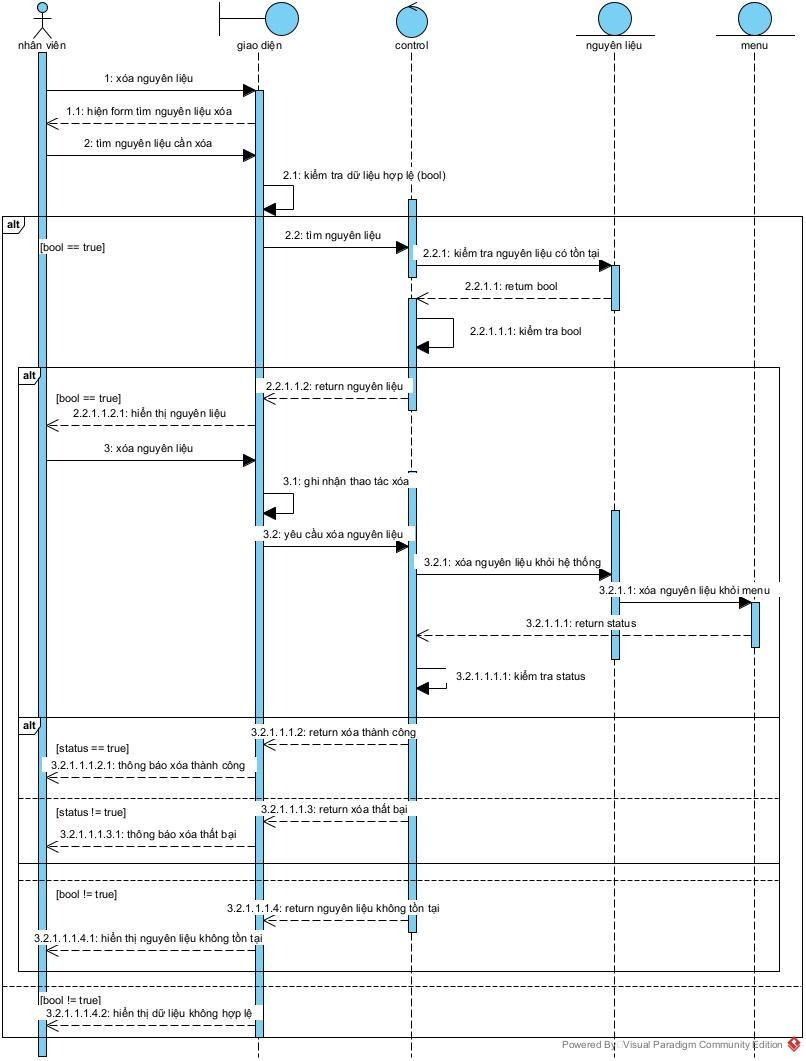 nhân viên
giao diện
control
nguyên liệu
menu
1: xóa nguyên liệu
1.1: hiện form tìm nguyên liệu xóa
2: tìm nguyên liệu cần xóa
2.1: kiểm tra dữ liệu hợp lệ (bool)
alt
2.2: tìm nguyên liệu
[bool == true]
2.2.1: kiểm tra nguyên liệu có tồn tại
2.2.1.1: return bool
2.2.1.1.1: kiểm tra bool
alt
2.2.1.1.2: return nguyên liệu
[bool == true]
2.2.1.1.2.1: hiển thị nguyên liệu
3: xóa nguyên liệu
3.1: ghi nhận thao tác xóa
3.2: yêu cầu xóa nguyên liệu
3.2.1: xóa nguyên liệu khỏi hệ thống
3.2.1.1: xóa nguyên liệu khỏi menu
3.2.1.1.1: return status
3.2.1.1.1.1: kiểm tra status
alt
3.2.1.1.1.2: return xóa thành công
[status == true]
3.2.1.1.1.2.1: thông báo xóa thành công
3.2.1.1.1.3: return xóa thất bại
[status != true]
3.2.1.1.1.3.1: thông báo xóa thất bại
[bool != true]
3.2.1.1.1.4: return nguyên liệu không tồn tại
3.2.1.1.1.4.1: hiển thị nguyên liệu không tồn tại
[bool != true]
3.2.1.1.1.4.2: hiển thị dữ liệu không hợp lệ
Powered By Visual Paradigm Community Edition